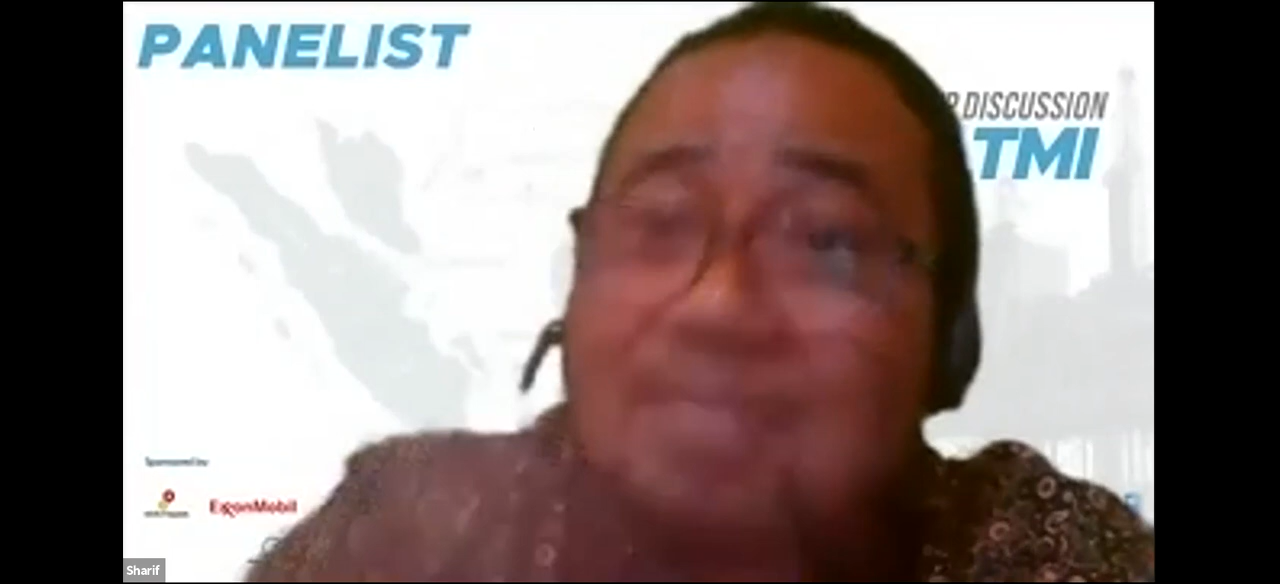 PANELIST
DISCUSSION
TMI
Sponsored by
ExxonMobil
Sharif